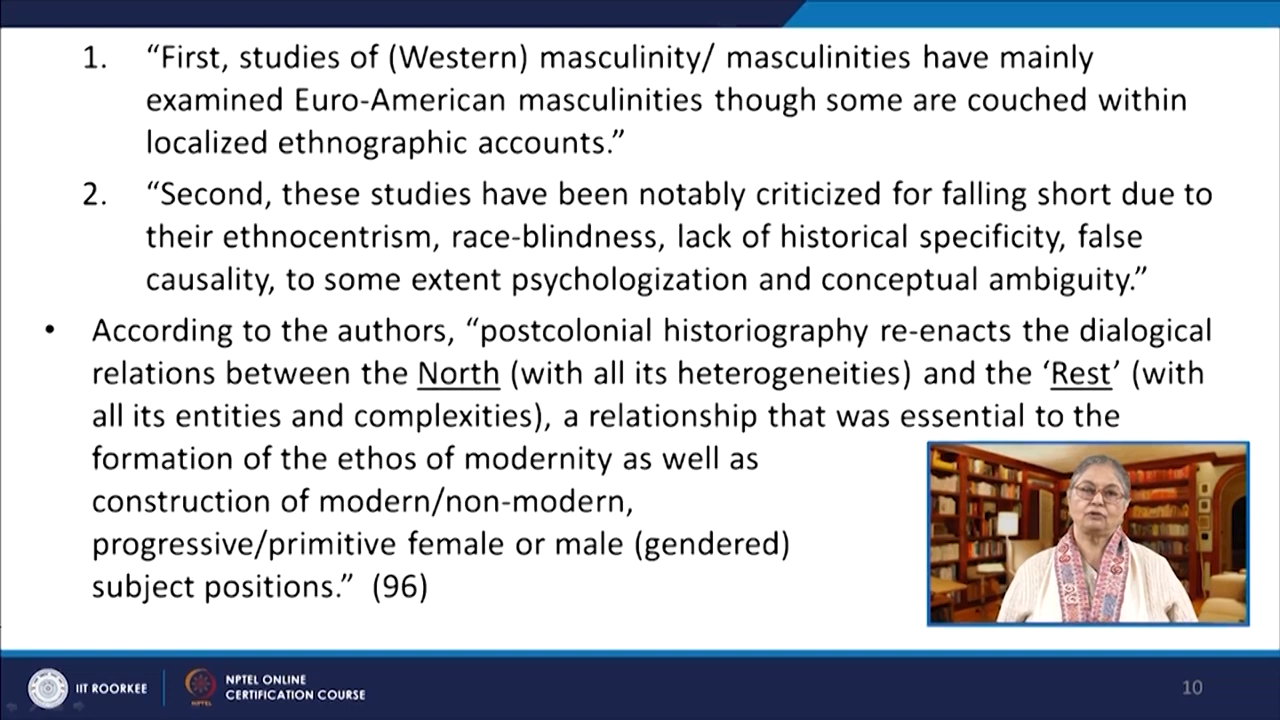 1. “First, studies of (Western) masculinity/ masculinities have mainly
examined Euro-American masculinities though some are couched within
localized ethnographic accounts.”
2. “Second, these studies have been notably criticized for falling short due to
their ethnocentrism, race-blindness, lack of historical specificity, false
causality, to some extent psychologization and conceptual ambiguity.”
• According to the authors, “postcolonial historiography re-enacts the dialogical
relations between the North (with all its heterogeneities) and the ‘Rest’ (with
all its entities and complexities), a relationship that was essential to the
formation of the ethos of modernity as well as
construction of modern/non-modern,
progressive/primitive female or male (gendered)
subject positions.” (96)
IIT ROORKEE
NPTEL
NPTEL ONLINE
CERTIFICATION COURSE
10